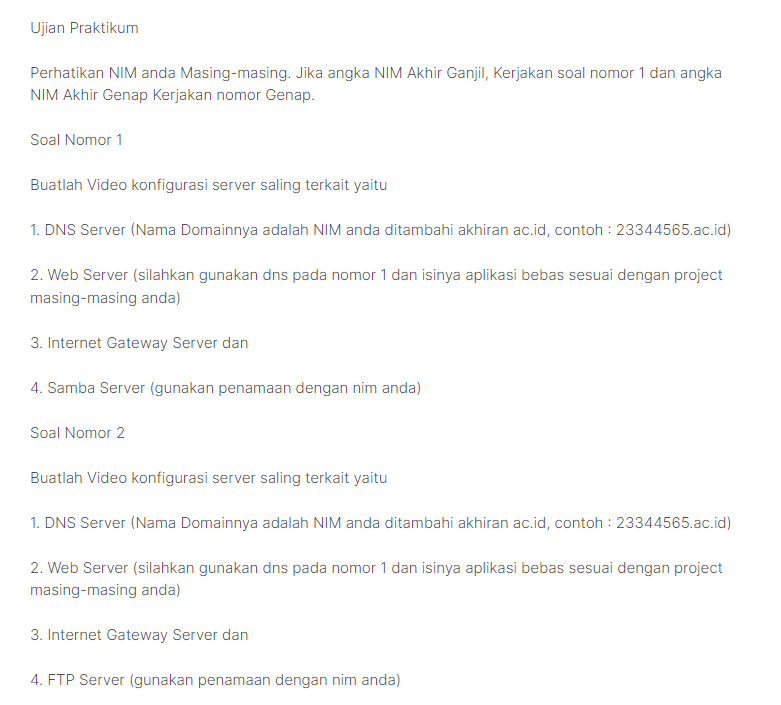 Ujian Praktikum
Perhatikan NIM anda Masing-masing. Jika angka NIM Akhir Ganjil, Kerjakan soal nomor 1 dan angka
NIM Akhir Genap Kerjakan nomor Genap.
Soal Nomor 1
Buatlah Video konfigurasi server saling terkait yaitu
1. DNS Server (Nama Domainnya adalah NIM anda ditambahi akhiran ac.id, contoh : 23344565.ac.id)
2. Web Server (silahkan gunakan dns pada nomor 1 dan isinya aplikasi bebas sesuai dengan project
masing-masing anda)
3. Internet Gateway Server dan
4. Samba Server (gunakan penamaan dengan nim anda)
Soal Nomor 2
Buatlah Video konfigurasi server saling terkait yaitu
1. DNS Server (Nama Domainnya adalah NIM anda ditambahi akhiran ac.id, contoh : 23344565.ac.id)
2. Web Server (silahkan gunakan dns pada nomor 1 dan isinya aplikasi bebas sesuai dengan project
masing-masing anda)
3. Internet Gateway Server dan
4. FTP Server (gunakan penamaan dengan nim anda)